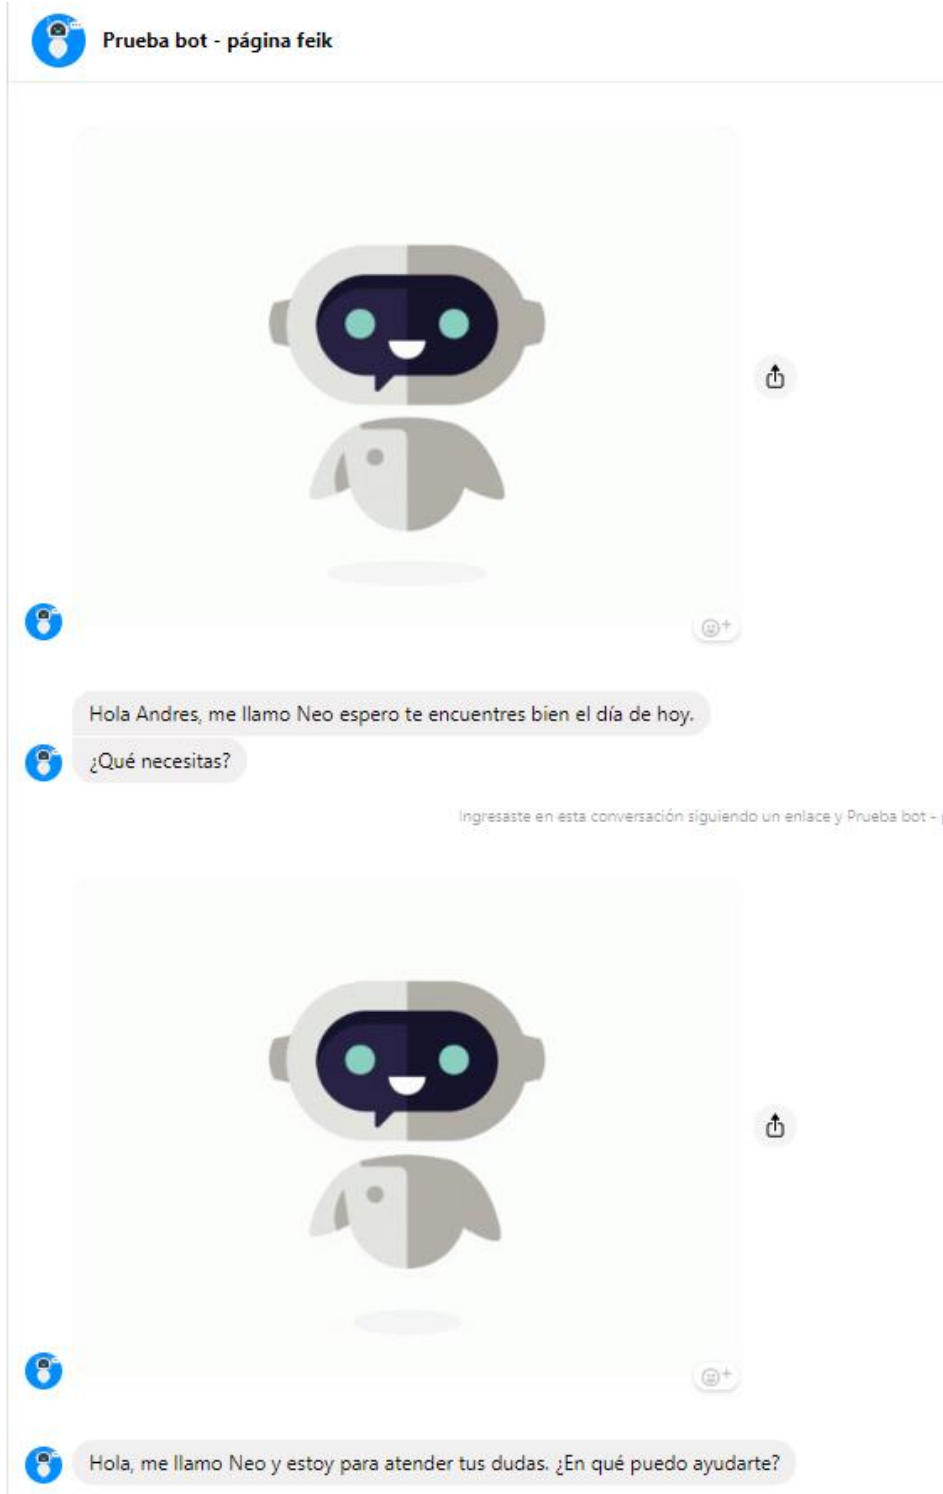 Prueba bot - página feik
Hola Andres, me llamo Neo espero te encuentres bien el día de hoy.
¿Qué necesitas?
Ingresaste en esta conversación siguiendo un enlace y Prueba bot -
Hola, me llamo Neo y estoy para atender tus dudas. ¿En qué puedo ayudarte?